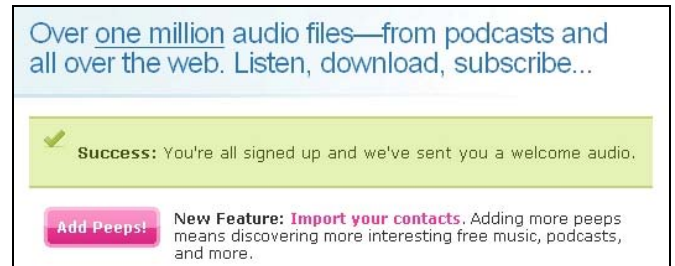 Over one million audio files—from podcasts and
all over the web. Listen, download, subscribe...
Success: You're all signed up and we've sent you a welcome audio.
Add Peeps!
New Feature: Import your contacts. Adding more peeps
means discovering more interesting free music, podcasts,
and more.